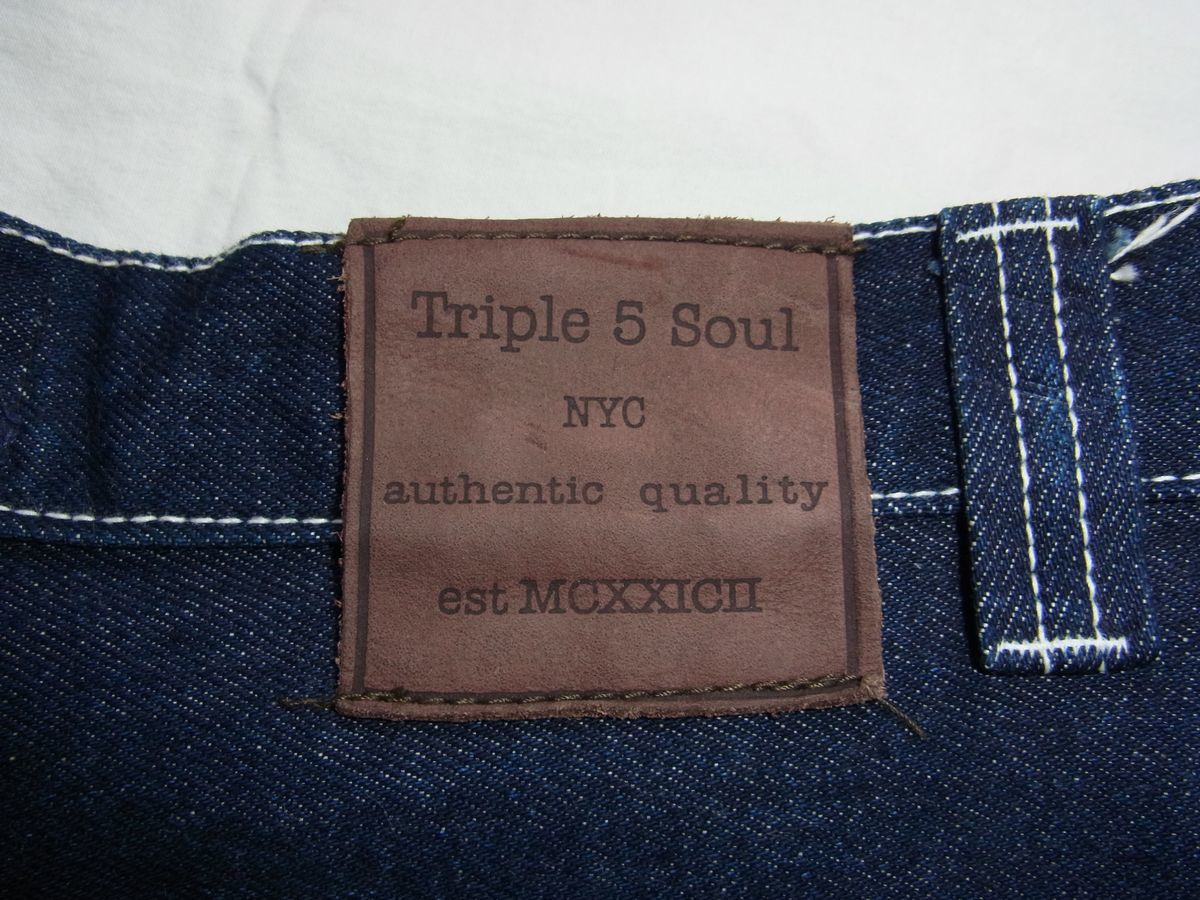 Triple 5 Soul
NYC
authentic quality
est MCXXICII